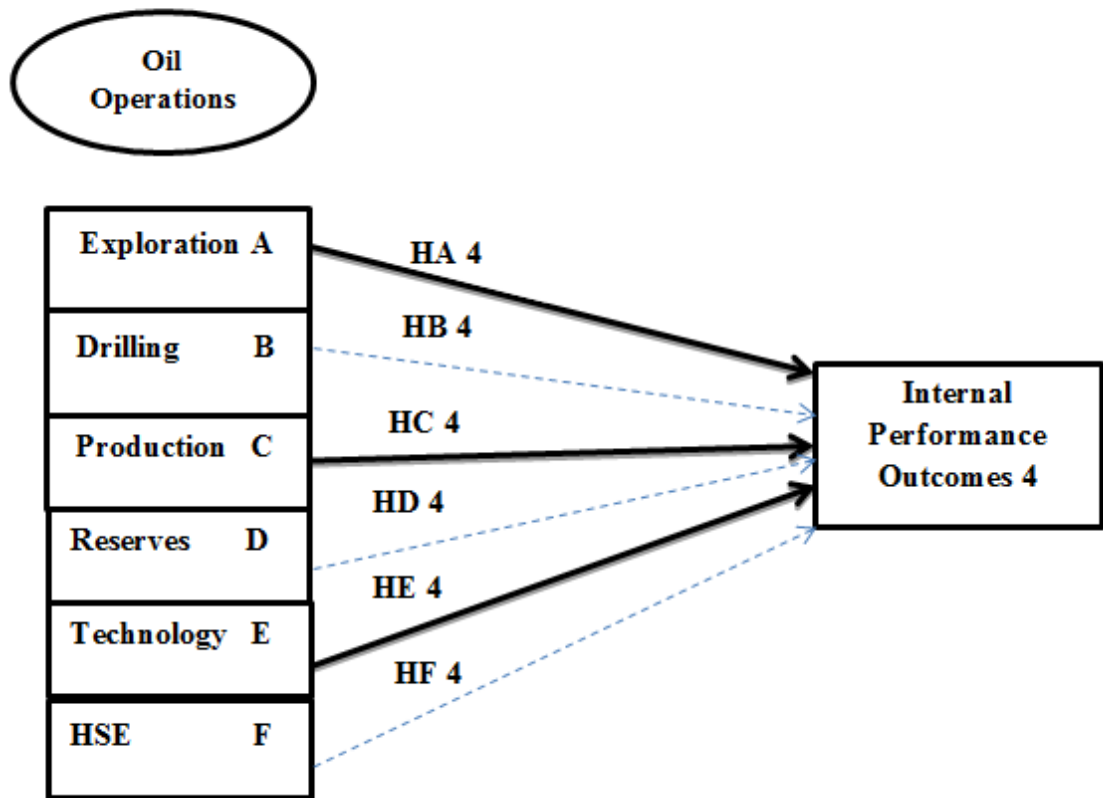 Oil
Operations
Exploration A
HA 4
Drilling B
HB 4
Internal
Performance
Outcomes 4
Production C
HC 4
Reserves D
HD 4
Technology E
HE 4
HSE F
HF 4